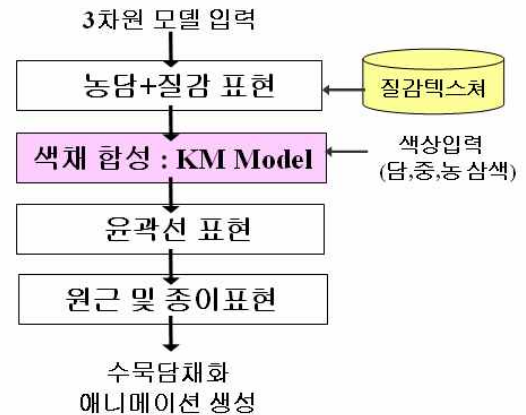 3차원 모델 입력
농담+질감 표현
질감텍스쳐
색채 합성 : KM Model
색상입력
(담,중,농 삼색)
윤곽선 표현
원근 및 종이표현
수묵담채화
애니메이션 생성